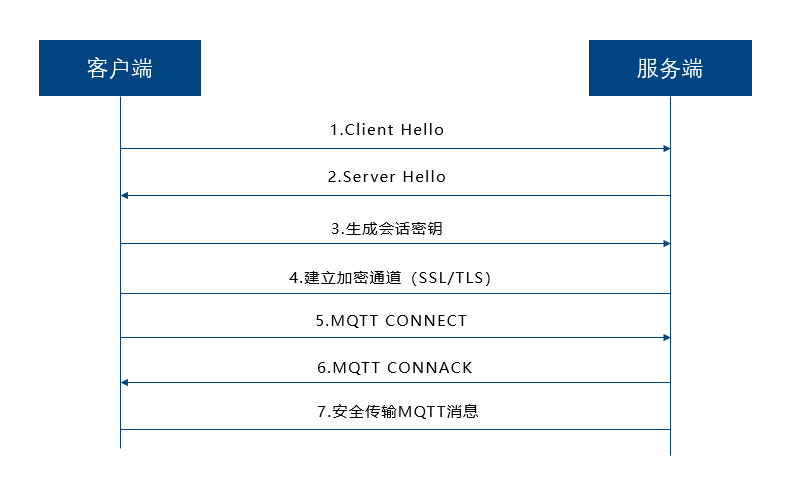 客户端
服务端
1.Client Hello
2.Server Hello
3.生成会话密钥
4.建立加密通道（SSL/TLS）
5.MQTT CONNECT
6.MQTT CONNACK
7.安全传输MQTT消息